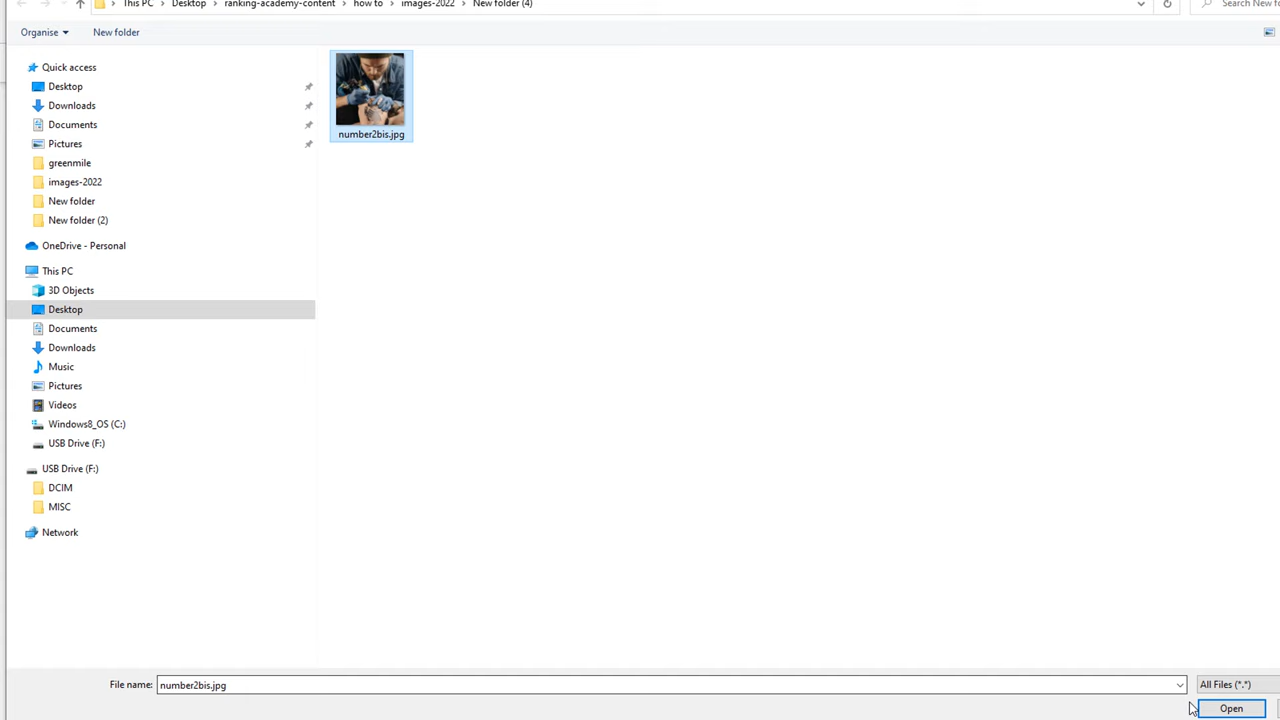 This PC > Desktop > ranking-academy-content > how to > images-2022 > New folder (4)
Search New fo
Organise
New folder
Quick access
Desktop
Downloads
Documents
Pictures
greenmile
images-2022
New folder
New folder (2)
OneDrive - Personal
This PC
3D Objects
Desktop
Documents
Downloads
Music
Pictures
Videos
Windows8_OS (C:)
USB Drive (F:)
USB Drive (F:)
DCIM
MISC
Network
number2bis.jpg
File name: number2bis.jpg
All Files (*.*)
Open